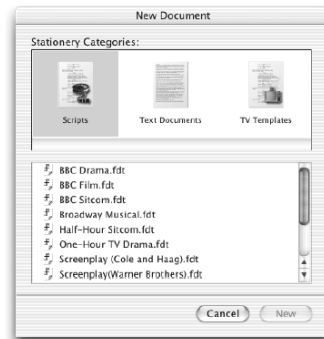 New Document
Stationery Categories:
Scripts Text Documents TV Templates
BBC Drama.fdt
BBC Film.fdt
BBC Sitcom.fdt
Broadway Musical.fdt
Half-Hour Sitcom.fdt
One-Hour TV Drama.fdt
Screenplay (Cole and Haag).fdt
Screenplay(Warner Brothers).fdt
Cancel New